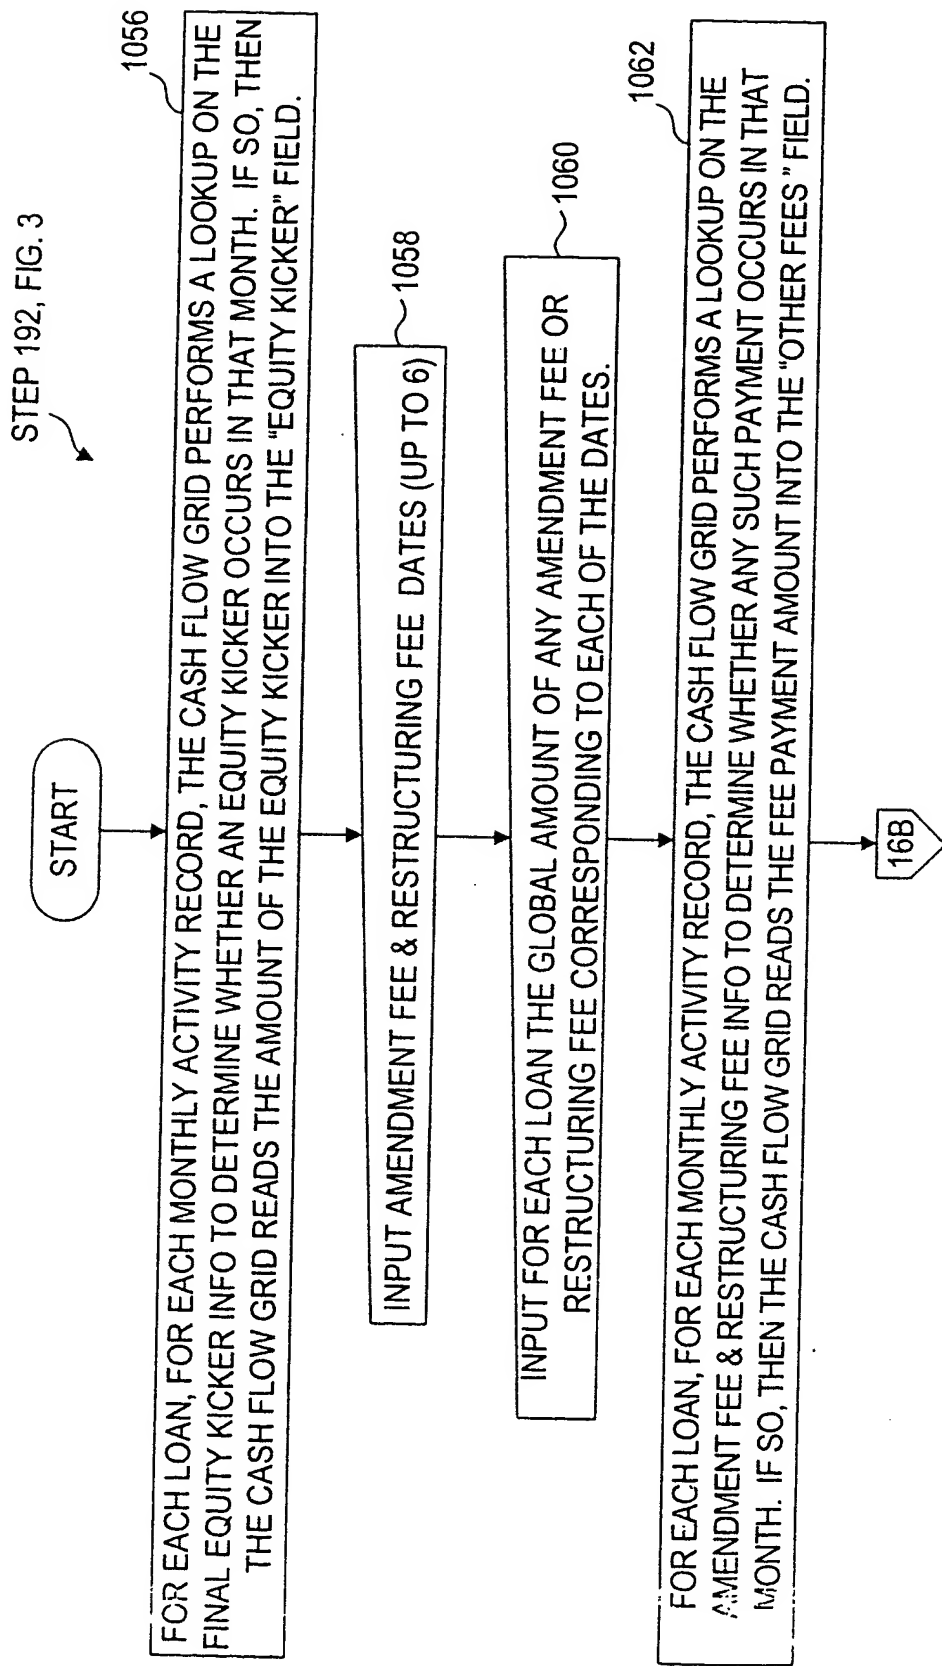 STEP 192, FIG. 3
START
1056
FOR EACH LOAN, FOR EACH MONTHLY ACTIVITY RECORD, THE CASH FLOW GRID PERFORMS A LOOKUP ON THE
FINAL EQUITY KICKER INFO TO DETERMINE WHETHER AN EQUITY KICKER OCCURS IN THAT MONTH. IF SO, THEN
THE CASH FLOW GRID READS THE AMOUNT OF THE EQUITY KICKER INTO THE "EQUITY KICKER" FIELD.
1058
INPUT AMENDMENT FEE & RESTRUCTURING FEE DATES (UP TO 6)
1060
INPUT FOR EACH LOAN THE GLOBAL AMOUNT OF ANY AMENDMENT FEE OR
RESTRUCTURING FEE CORRESPONDING TO EACH OF THE DATES.
1062
FOR EACH LOAN, FOR EACH MONTHLY ACTIVITY RECORD, THE CASH FLOW GRID PERFORMS A LOOKUP ON THE
AMENDMENT FEE & RESTRUCTURING FEE INFO TO DETERMINE WHETHER ANY SUCH PAYMENT OCCURS IN THAT
MONTH. IF SO, THEN THE CASH FLOW GRID READS THE FEE PAYMENT AMOUNT INTO THE "OTHER FEES" FIELD.
16B